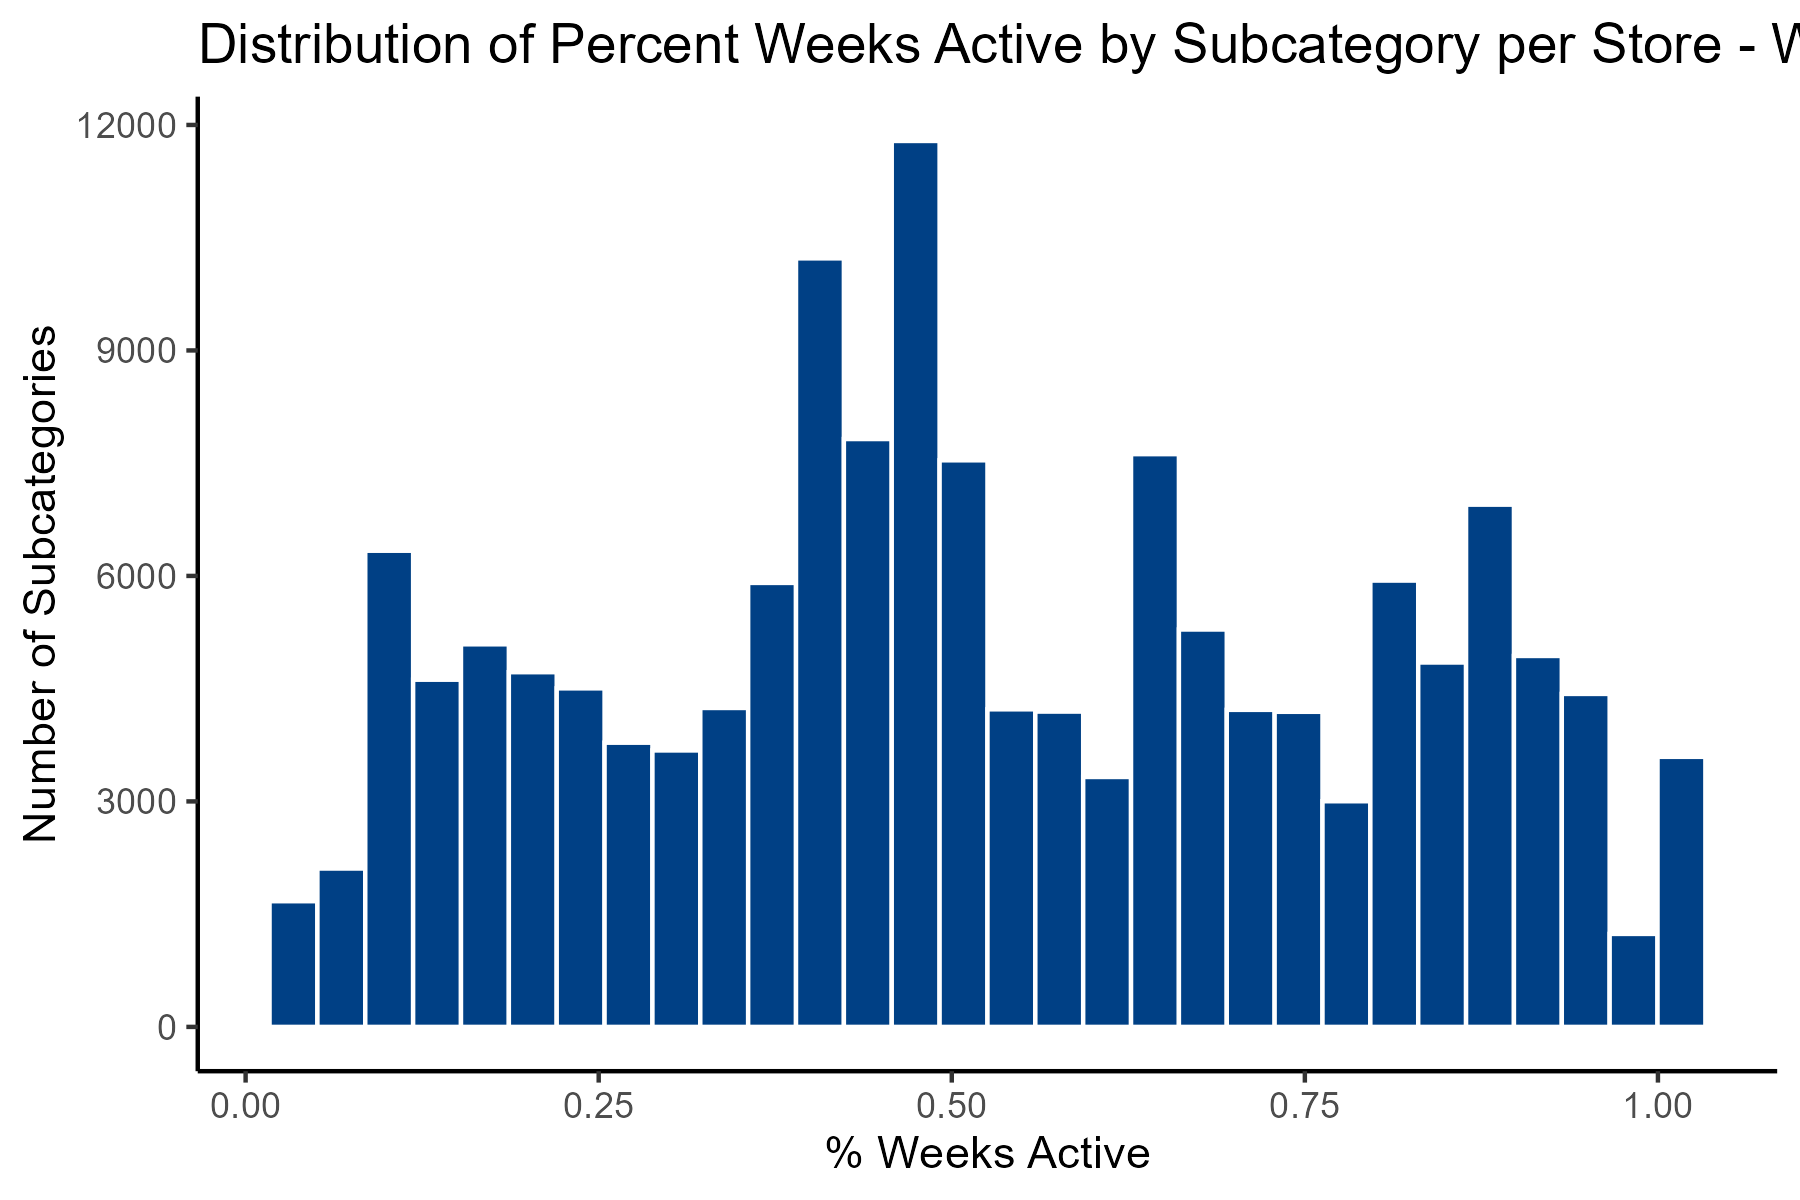 Distribution of Percent Weeks Active by Subcategory per Store -
12000
9000
6000
3000
0
Number of Subcategories
0.00 0.25 0.50 0.75 1.00
% Weeks Active